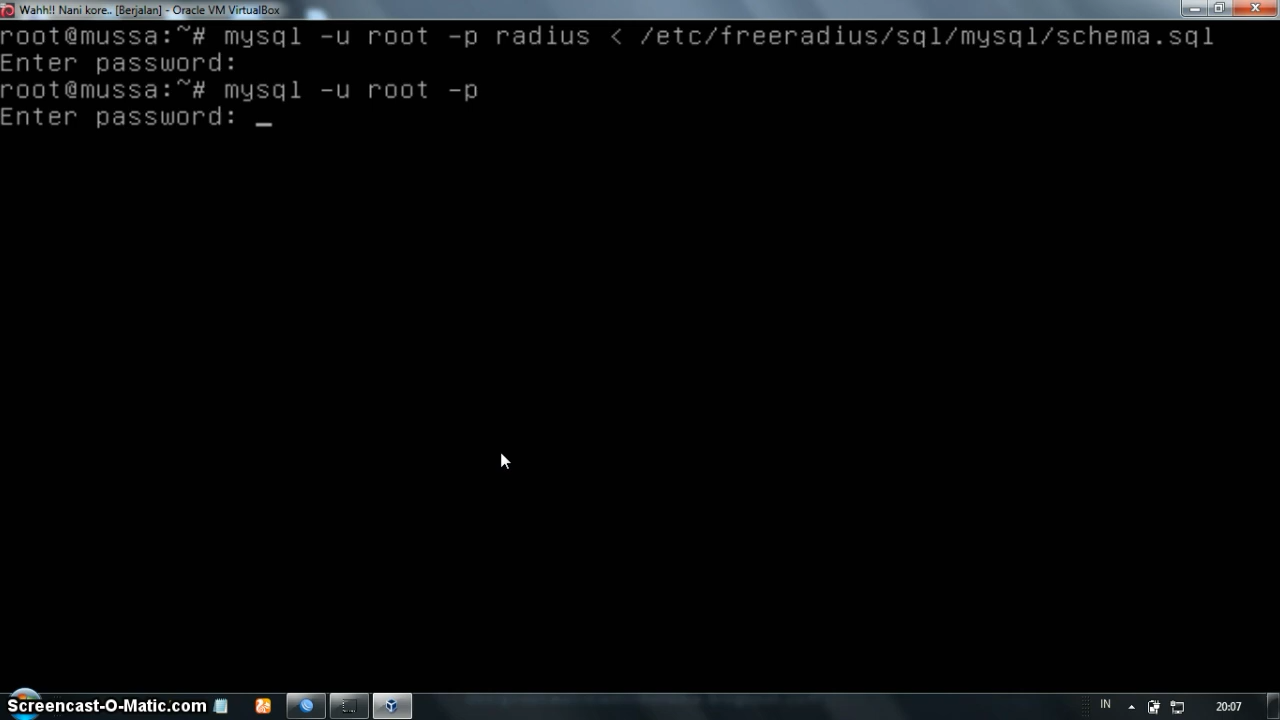 Wahh!! Nani kore.. [Berjalan] - Oracle VM VirtualBox
root@mussa:~# mysql -u root -p radius < /etc/freeradius/sql/mysql/schema.sql
Enter password:
root@mussa:~# mysql -u root -p
Enter password: _
Screencast-O-Matic.com
IN
20:07